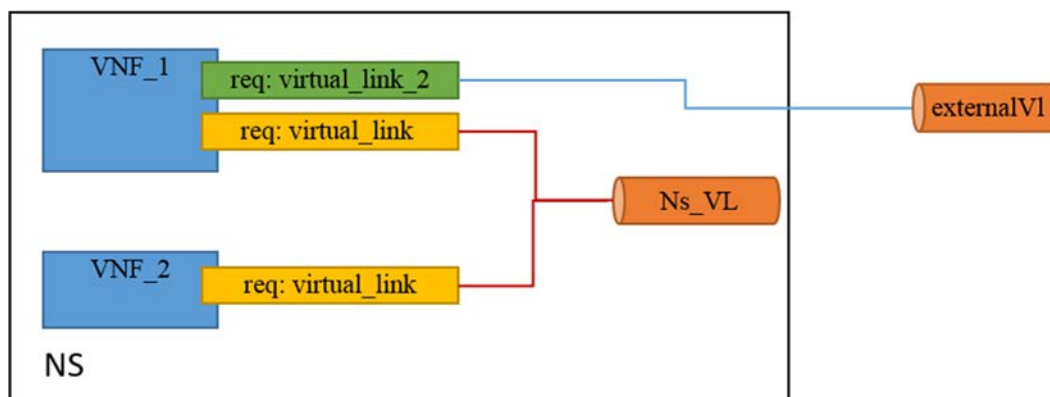 VNF_1
req: virtual_link_2
externalVl
req: virtual_link
Ns_VL
VNF_2
req: virtual_link
NS